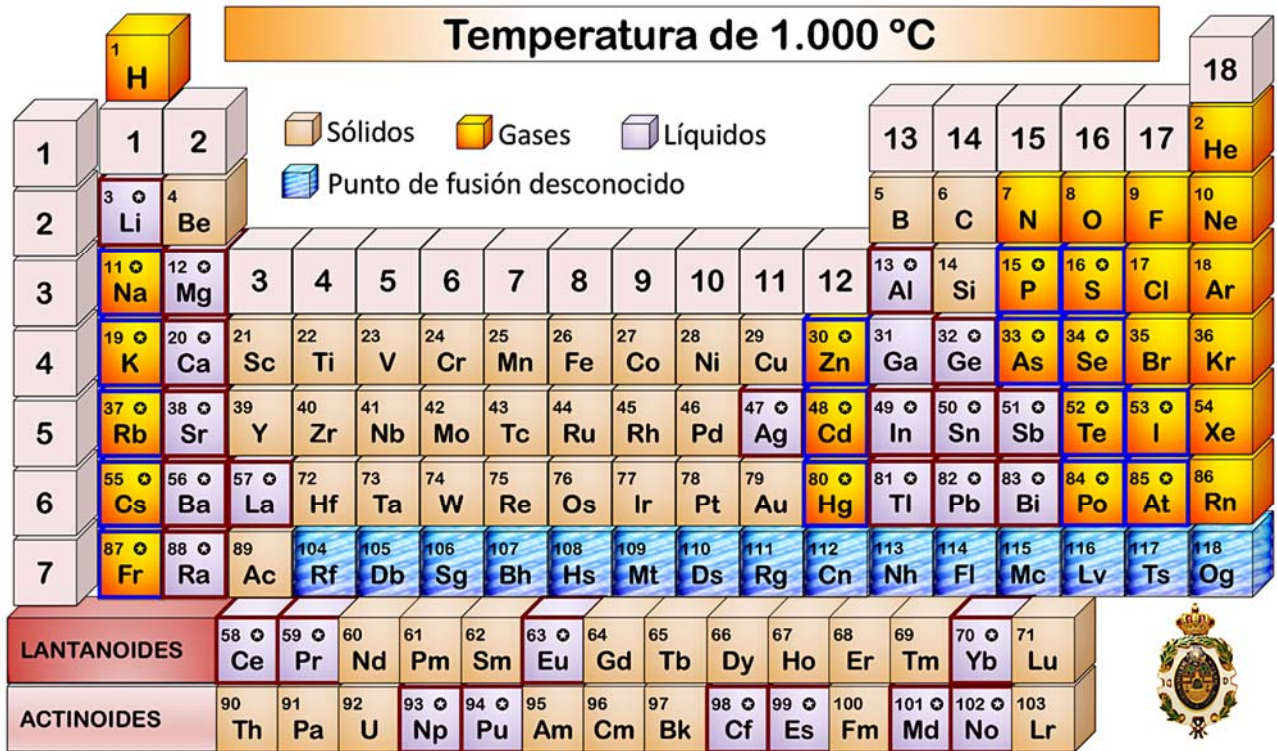 Temperatura de 1.000 ºC
1 H
18
Sólidos Gases Líquidos
Punto de fusión desconocido
1 1 2 13 14 15 16 17 2 He
2 3 Li 4 Be 5 B 6 C 7 N 8 O 9 F 10 Ne
3 11 Na 12 Mg 3 4 5 6 7 8 9 10 11 12 13 Al 14 Si 15 P 16 S 17 Cl 18 Ar
4 19 K 20 Ca 21 Sc 22 Ti 23 V 24 Cr 25 Mn 26 Fe 27 Co 28 Ni 29 Cu 30 Zn 31 Ga 32 Ge 33 As 34 Se 35 Br 36 Kr
5 37 Rb 38 Sr 39 Y 40 Zr 41 Nb 42 Mo 43 Tc 44 Ru 45 Rh 46 Pd 47 Ag 48 Cd 49 In 50 Sn 51 Sb 52 Te 53 I 54 Xe
6 55 Cs 56 Ba 57 La 72 Hf 73 Ta 74 W 75 Re 76 Os 77 Ir 78 Pt 79 Au 80 Hg 81 Tl 82 Pb 83 Bi 84 Po 85 At 86 Rn
7 87 Fr 88 Ra 89 Ac 104 Rf 105 Db 106 Sg 107 Bh 108 Hs 109 Mt 110 Ds 111 Rg 112 Cn 113 Nh 114 Fl 115 Mc 116 Lv 117 Ts 118 Og
LANTANOIDES 58 Ce 59 Pr 60 Nd 61 Pm 62 Sm 63 Eu 64 Gd 65 Tb 66 Dy 67 Ho 68 Er 69 Tm 70 Yb 71 Lu
ACTINOIDES 90 Th 91 Pa 92 U 93 Np 94 Pu 95 Am 96 Cm 97 Bk 98 Cf 99 Es 100 Fm 101 Md 102 No 103 Lr